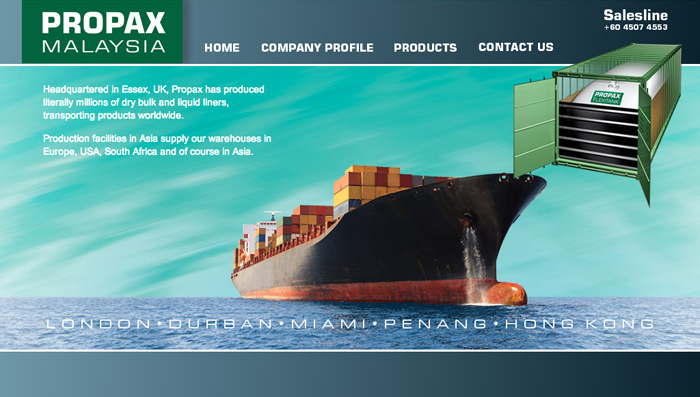 PROPAX
MALAYSIA
HOME
COMPANY PROFILE
PRODUCTS
CONTACT US
Salesline
+60 4507 4553
Headquartered in Essex, UK, Propax has produced
literally millions of dry bulk and liquid liners,
transporting products worldwide.
Production facilities in Asia supply our warehouses in
Europe, USA, South Africa and of course in Asia.
PROPAX
FLEXITANK
LONDON • DURBAN • MIAMI • PENANG • HONG KONG